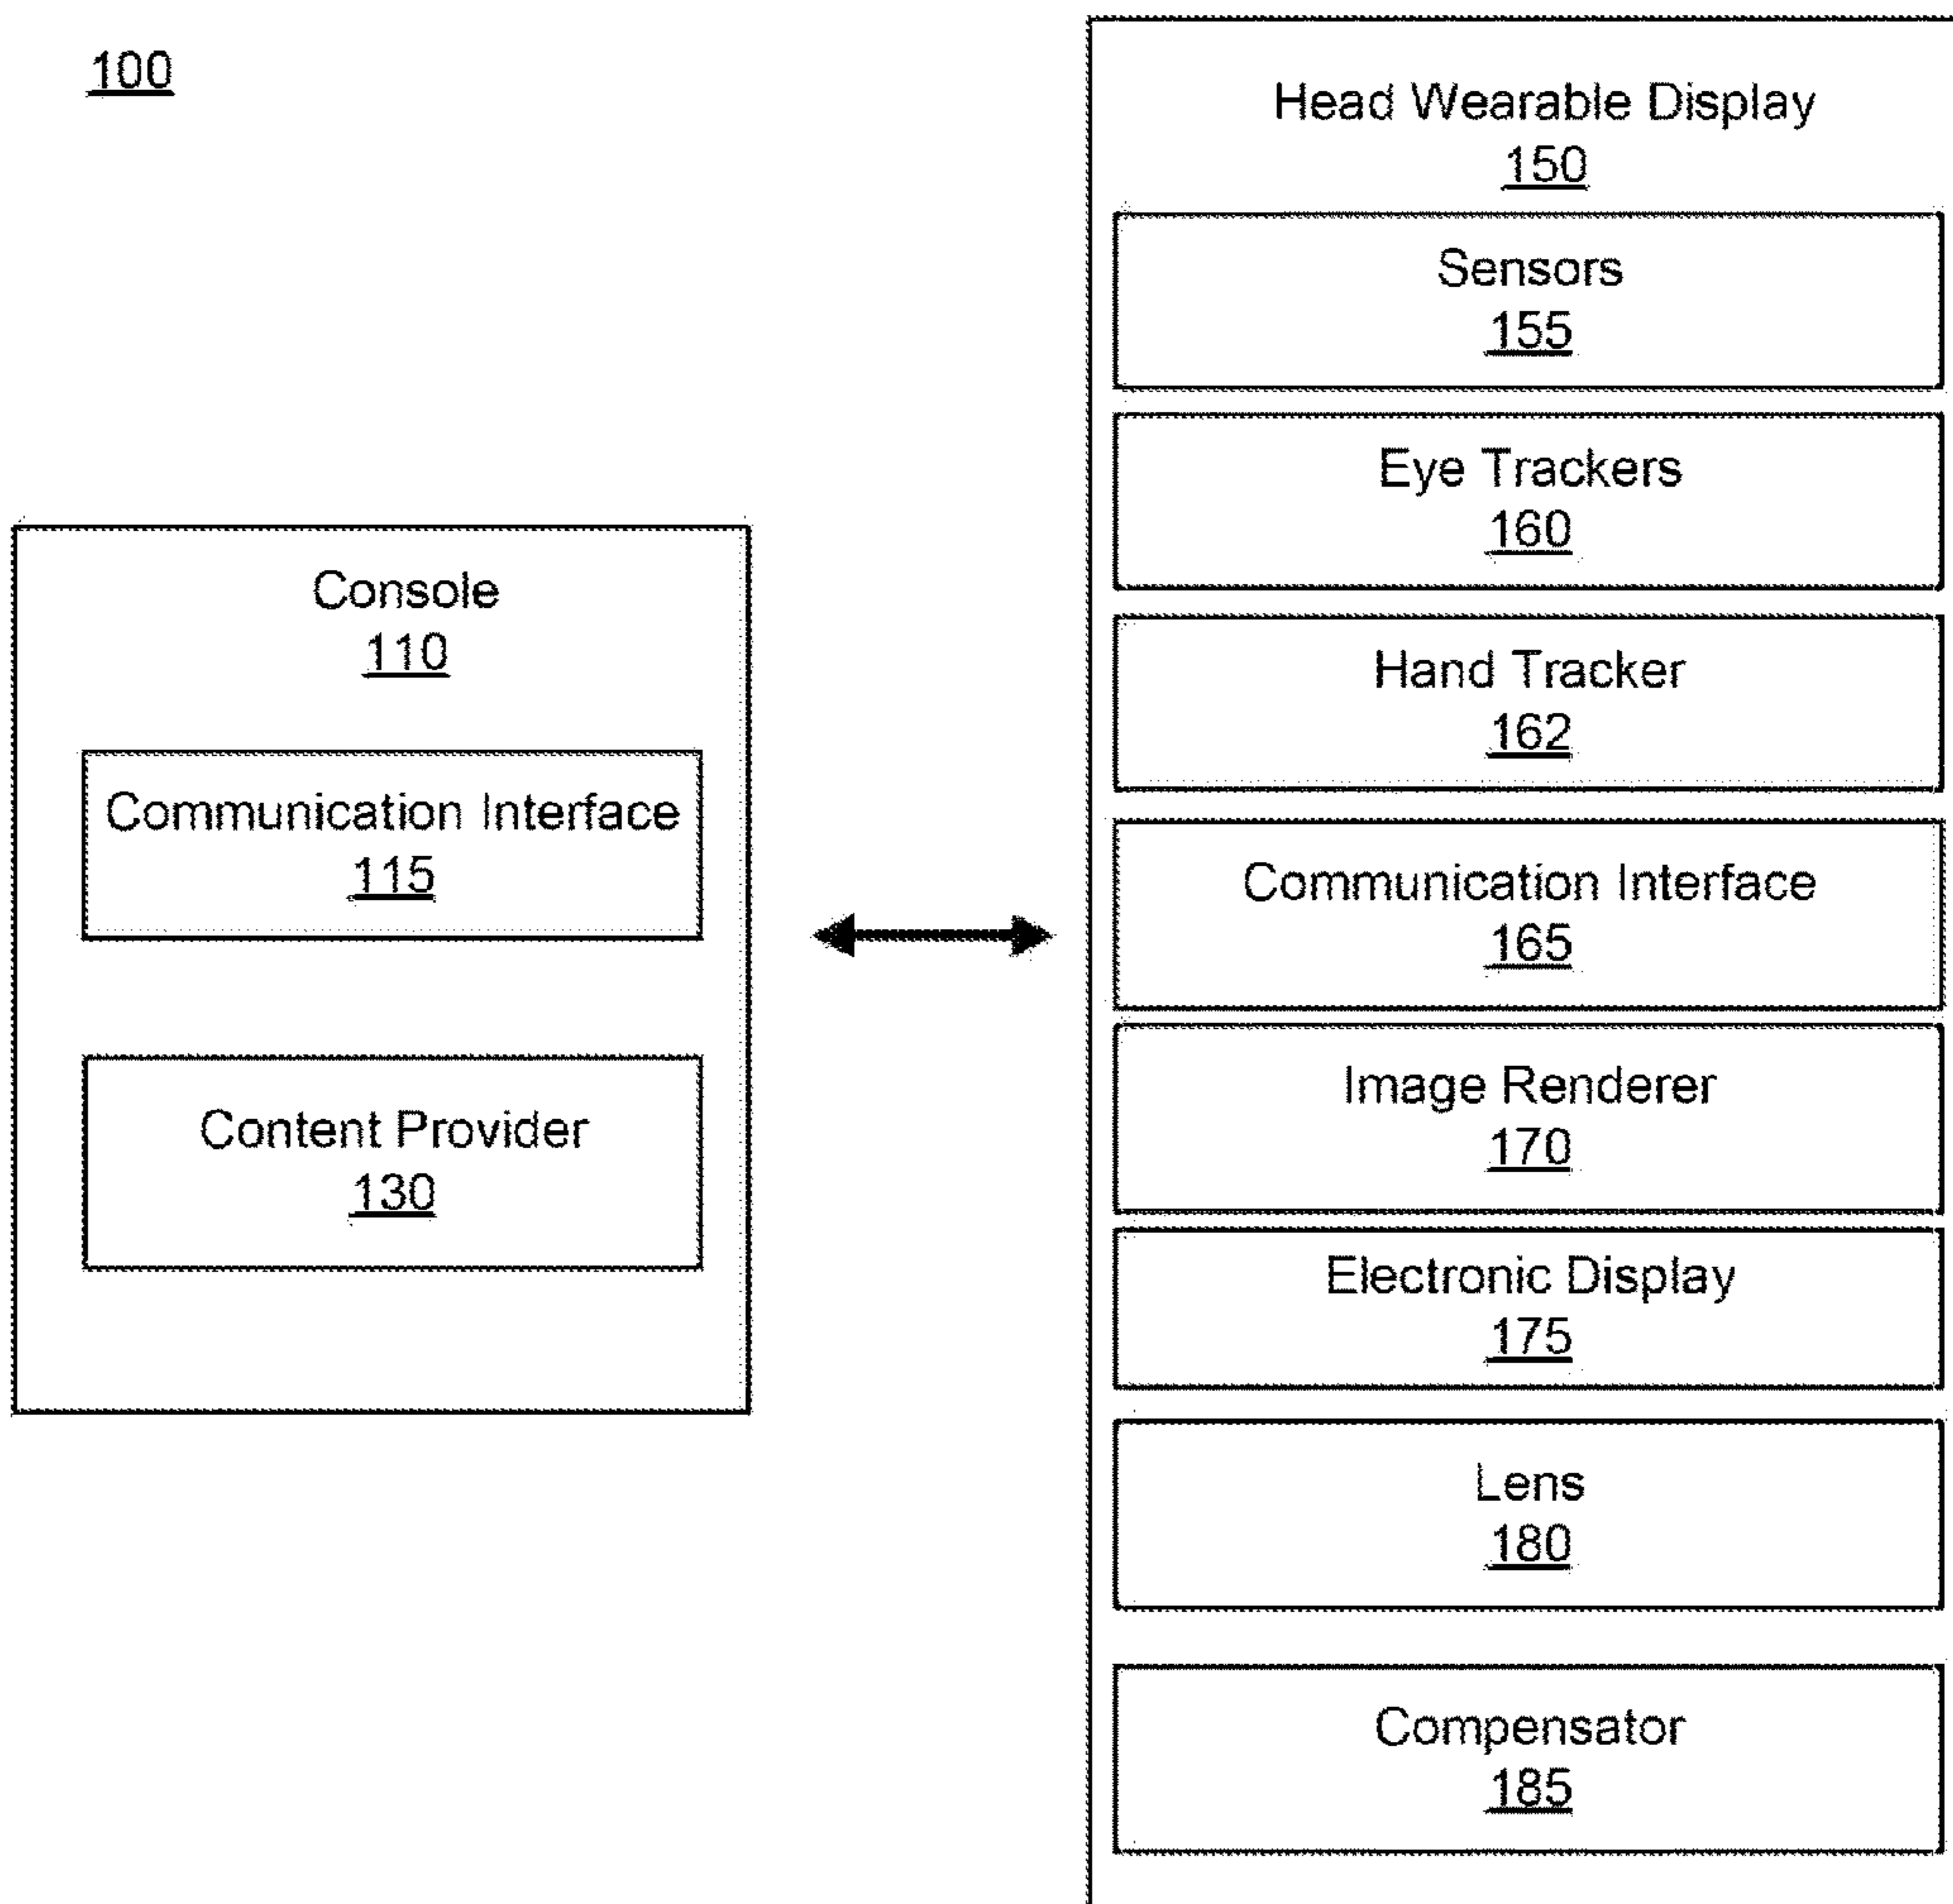 100
Console
110
Communication Interface
115
Content Provider
130
Head Wearable Display
150
Sensors
155
Eye Trackers
160
Hand Tracker
162
Communication Interface
165
Image Renderer
170
Electronic Display
175
Lens
180
Compensator
185